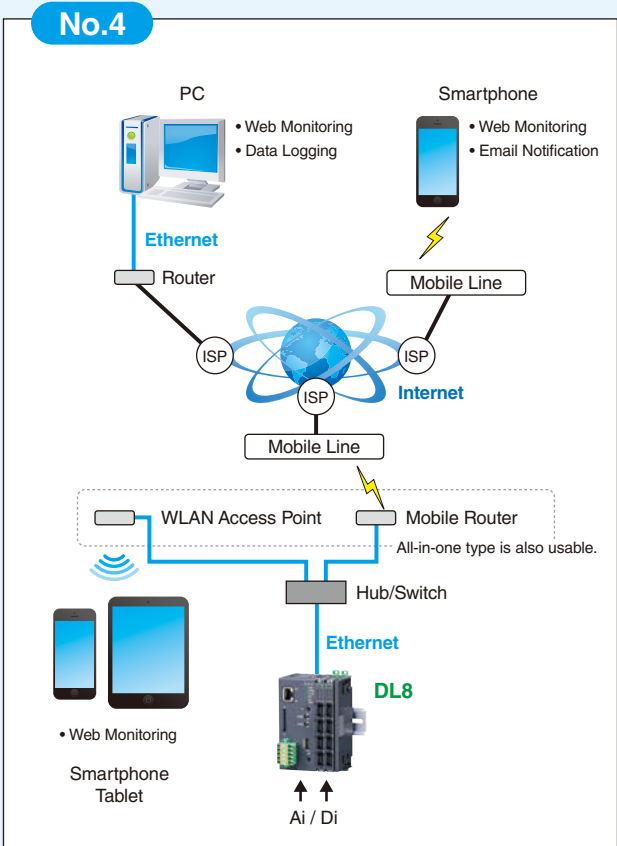 No.4
PC
Smartphone
• Web Monitoring
• Data Logging
• Web Monitoring
• Email Notification
Ethernet
Router
Mobile Line
ISP
ISP
Internet
ISP
Mobile Line
WLAN Access Point
Mobile Router
All-in-one type is also usable.
Hub/Switch
Ethernet
DL8
• Web Monitoring
Smartphone
Tablet
Ai / Di